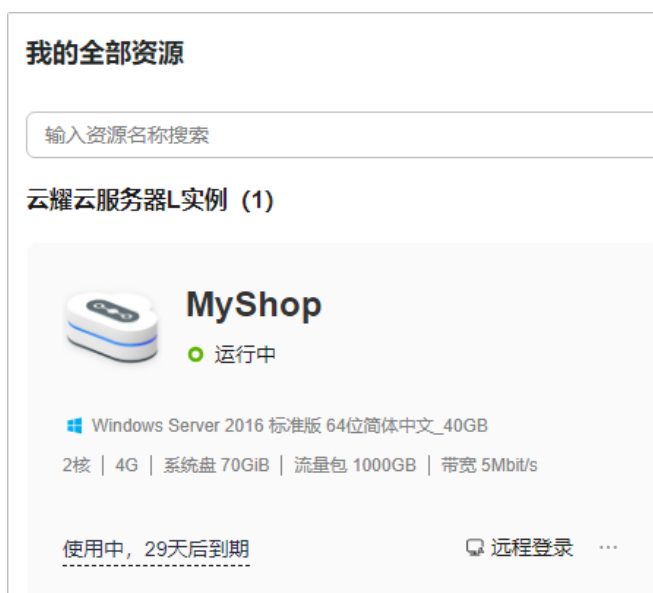 我的全部资源
输入资源名称搜索
云耀云服务器L实例（1）
MyShop
运行中
Windows Server 2016 标准版 64位简体中文_40GB
2核 | 4G | 系统盘 70GiB | 流量包 1000GB | 带宽 5Mbit/s
使用中，29天后到期
远程登录 ···